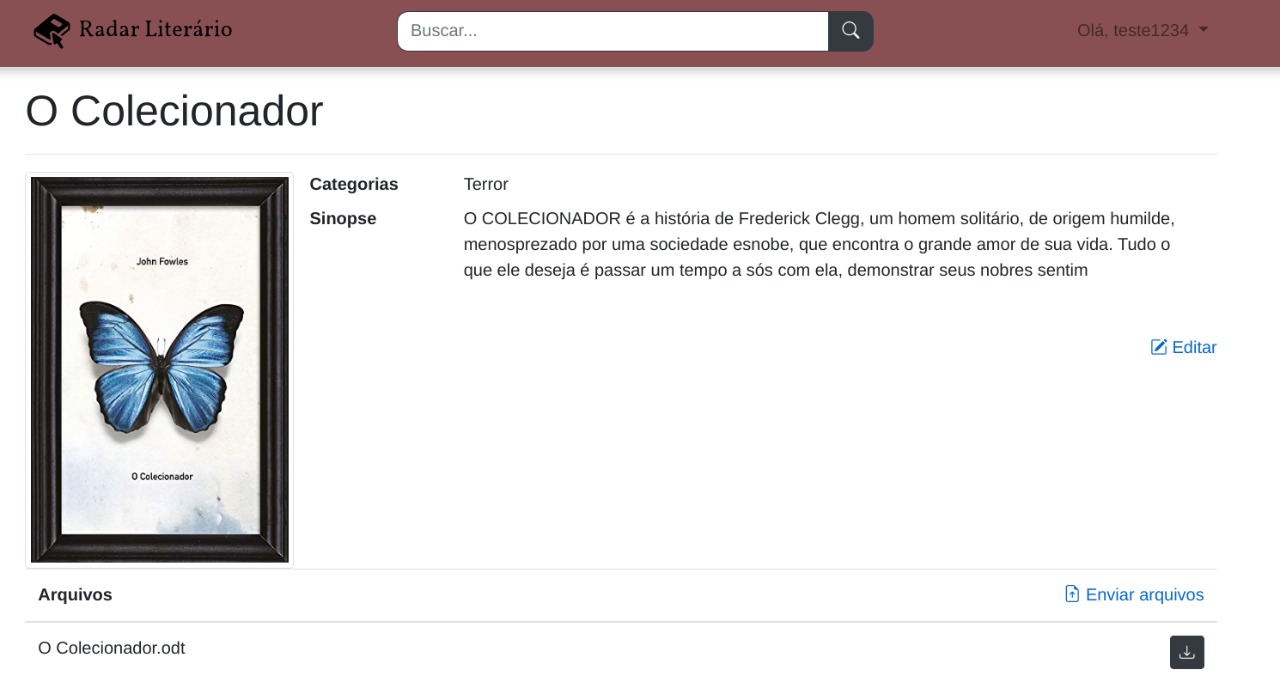 Radar Literário
Buscar...
Olá, teste1234
O Colecionador
Categorias
Terror
Sinopse
O COLECIONADOR é a história de Frederick Clegg, um homem solitário, de origem humilde,
menosprezado por uma sociedade esnobe, que encontra o grande amor de sua vida. Tudo o
que ele deseja é passar um tempo a sós com ela, demonstrar seus nobres sentim
John Fowles
O Colecionador
Editar
Arquivos
Enviar arquivos
O Colecionador.odt